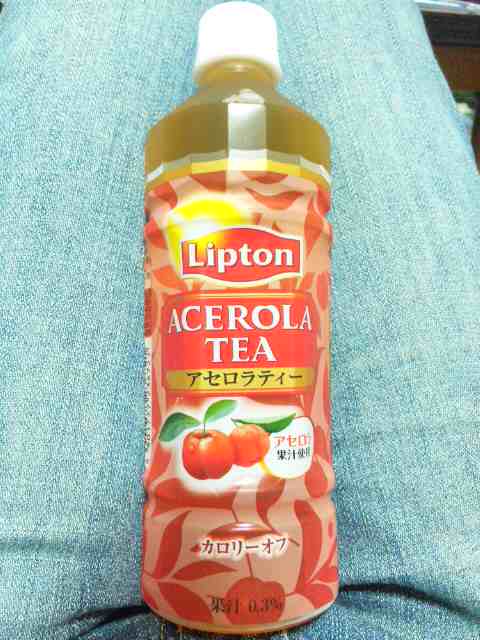 Lipton
ACEROLA
TEA
アセロラティー
アセロラ
果汁使用
カロリーオフ
果汁 0.3%